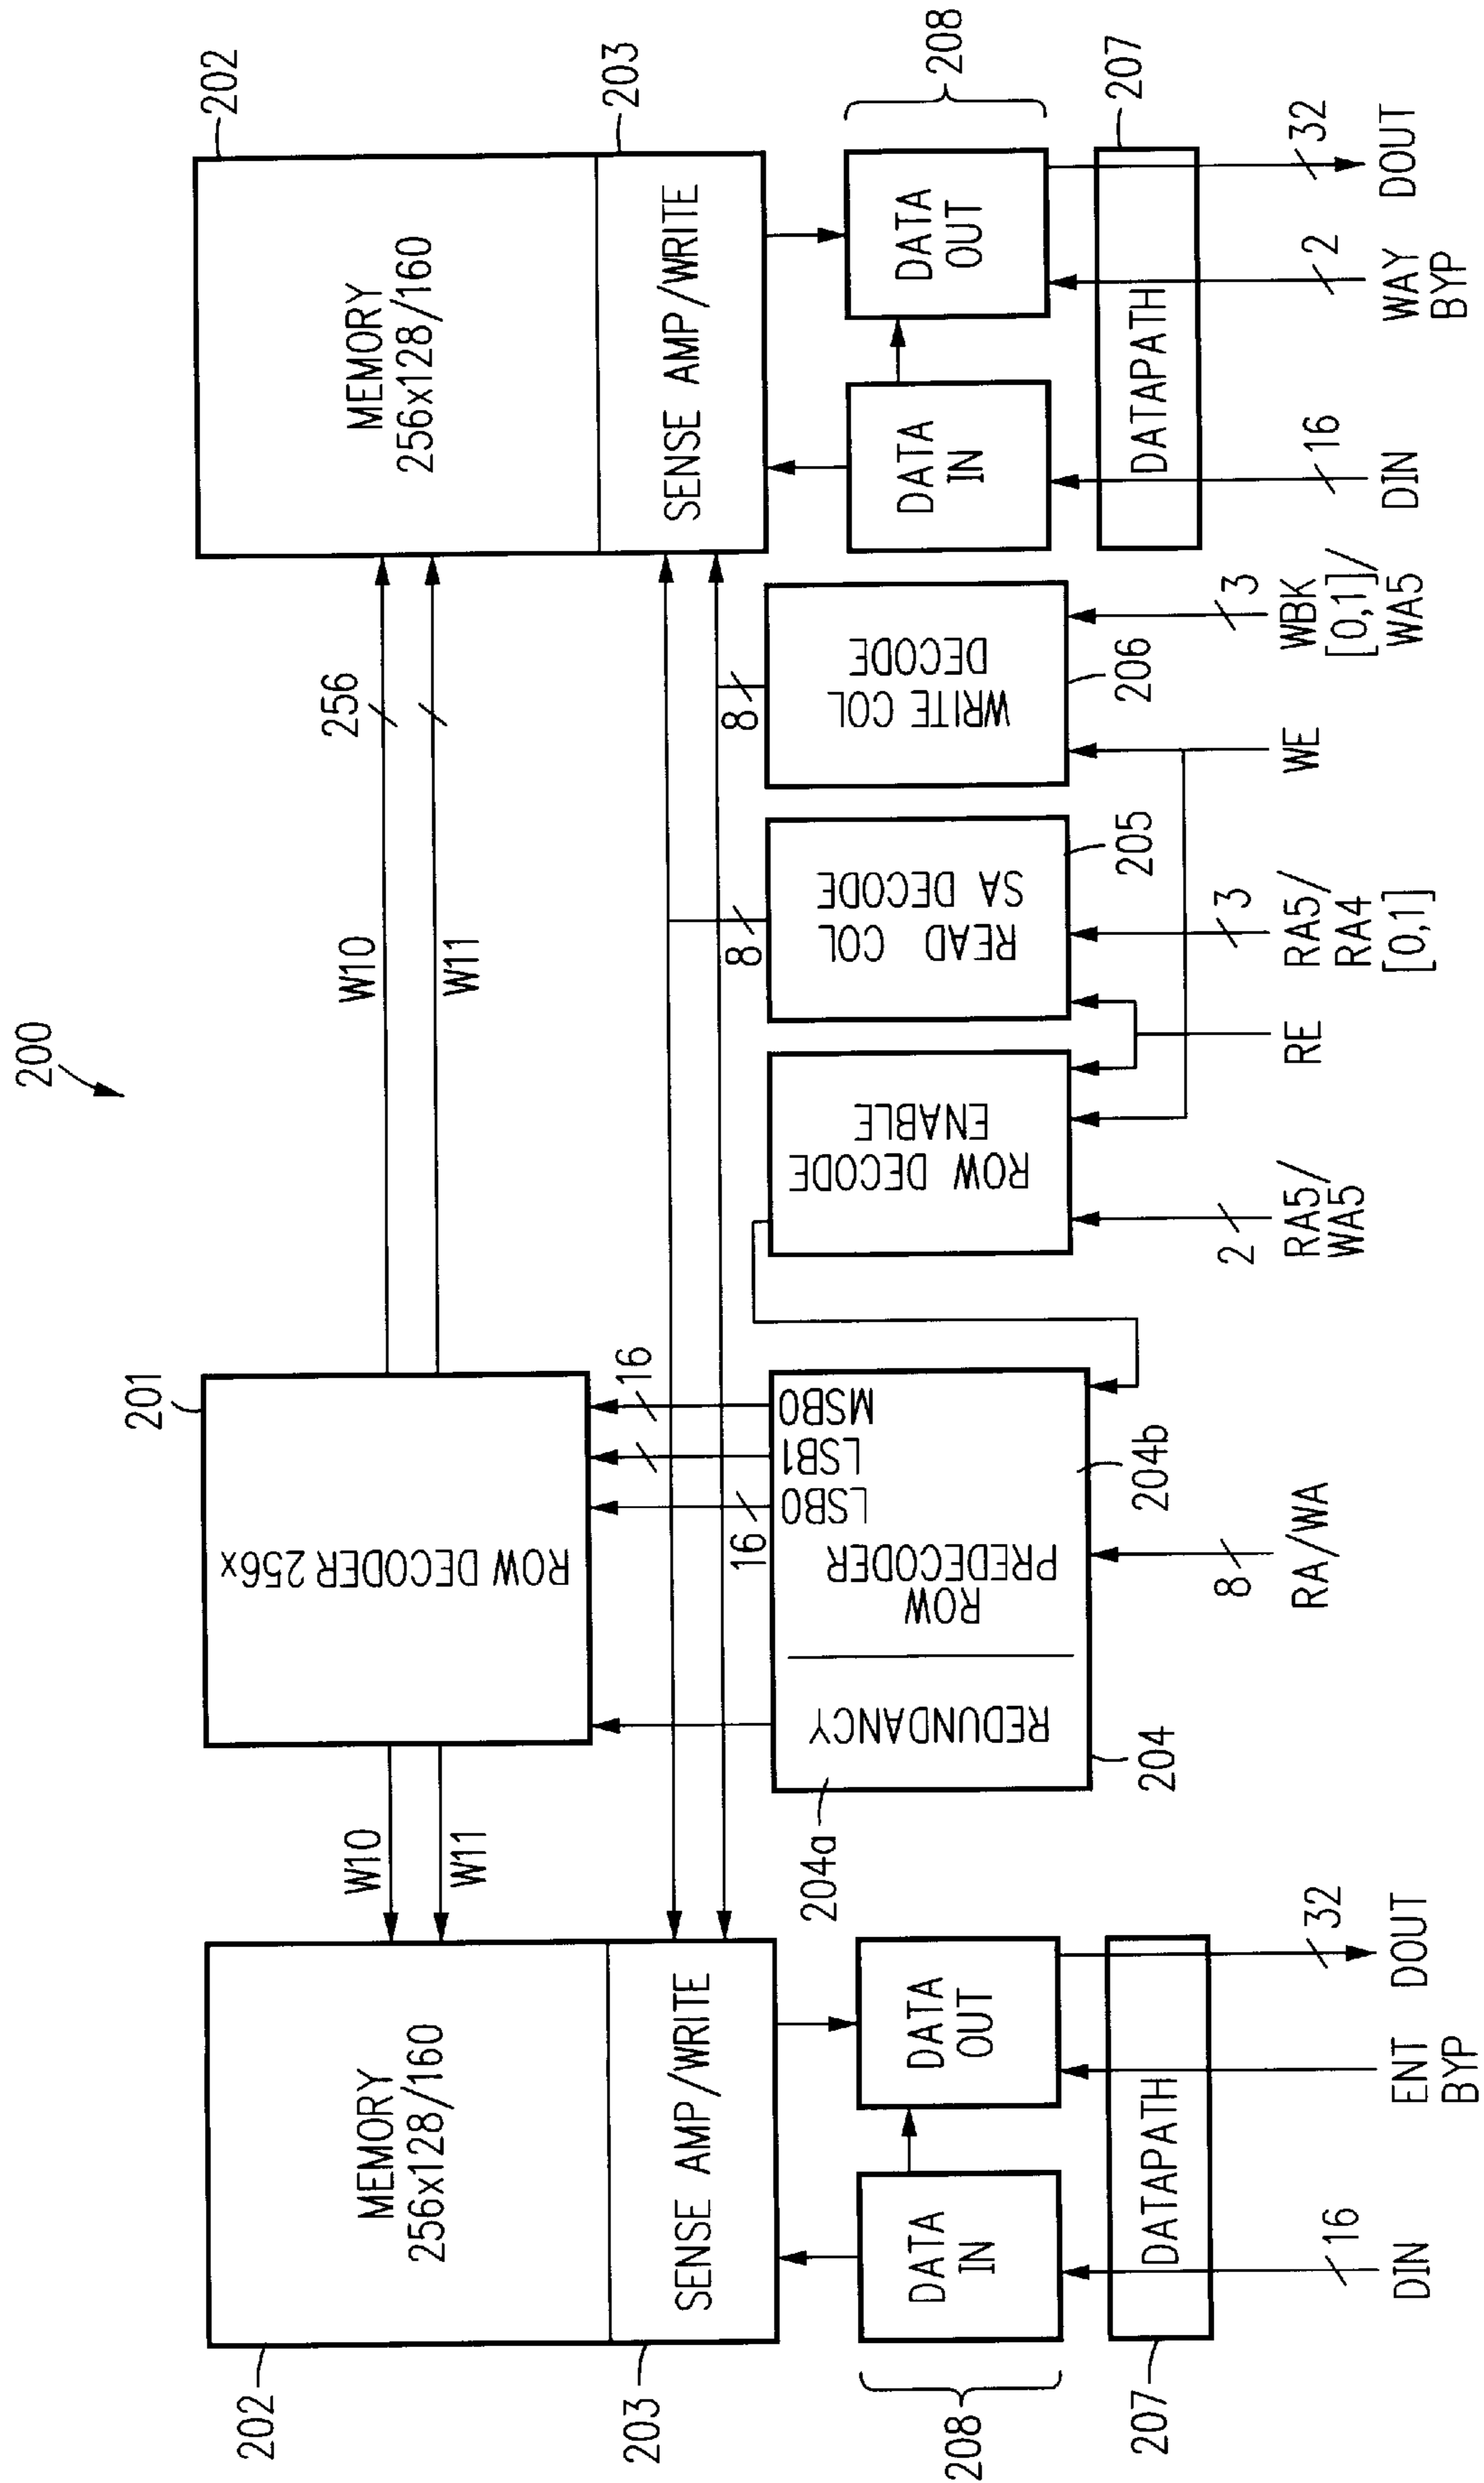 200
202
MEMORY
256x128/160
203
SENSE AMP/WRITE
W10
W11
201
ROW DECODER 256x
W10
256
W11
202
MEMORY
256x128/160
203
SENSE AMP/WRITE
208
DATA
IN
DATA
OUT
207
DATAPATH
16
DIN
ENT
BYP
32
DOUT
204a
REDUNDANCY
204
ROW
PREDECODER
LSB0
LSB1
MSB0
16
16
204b
8
RA/WA
ROW DECODE
ENABLE
2
RA5/
WA5
RE
READ COL
SA DECODE
8
205
3
RA5/
RA4
[0,1]
WE
WRITE COL
DECODE
8
206
3
WBK
[0,1]/
WA5
DATA
IN
DATA
OUT
208
207
DATAPATH
16
DIN
2
WAY
BYP
32
DOUT